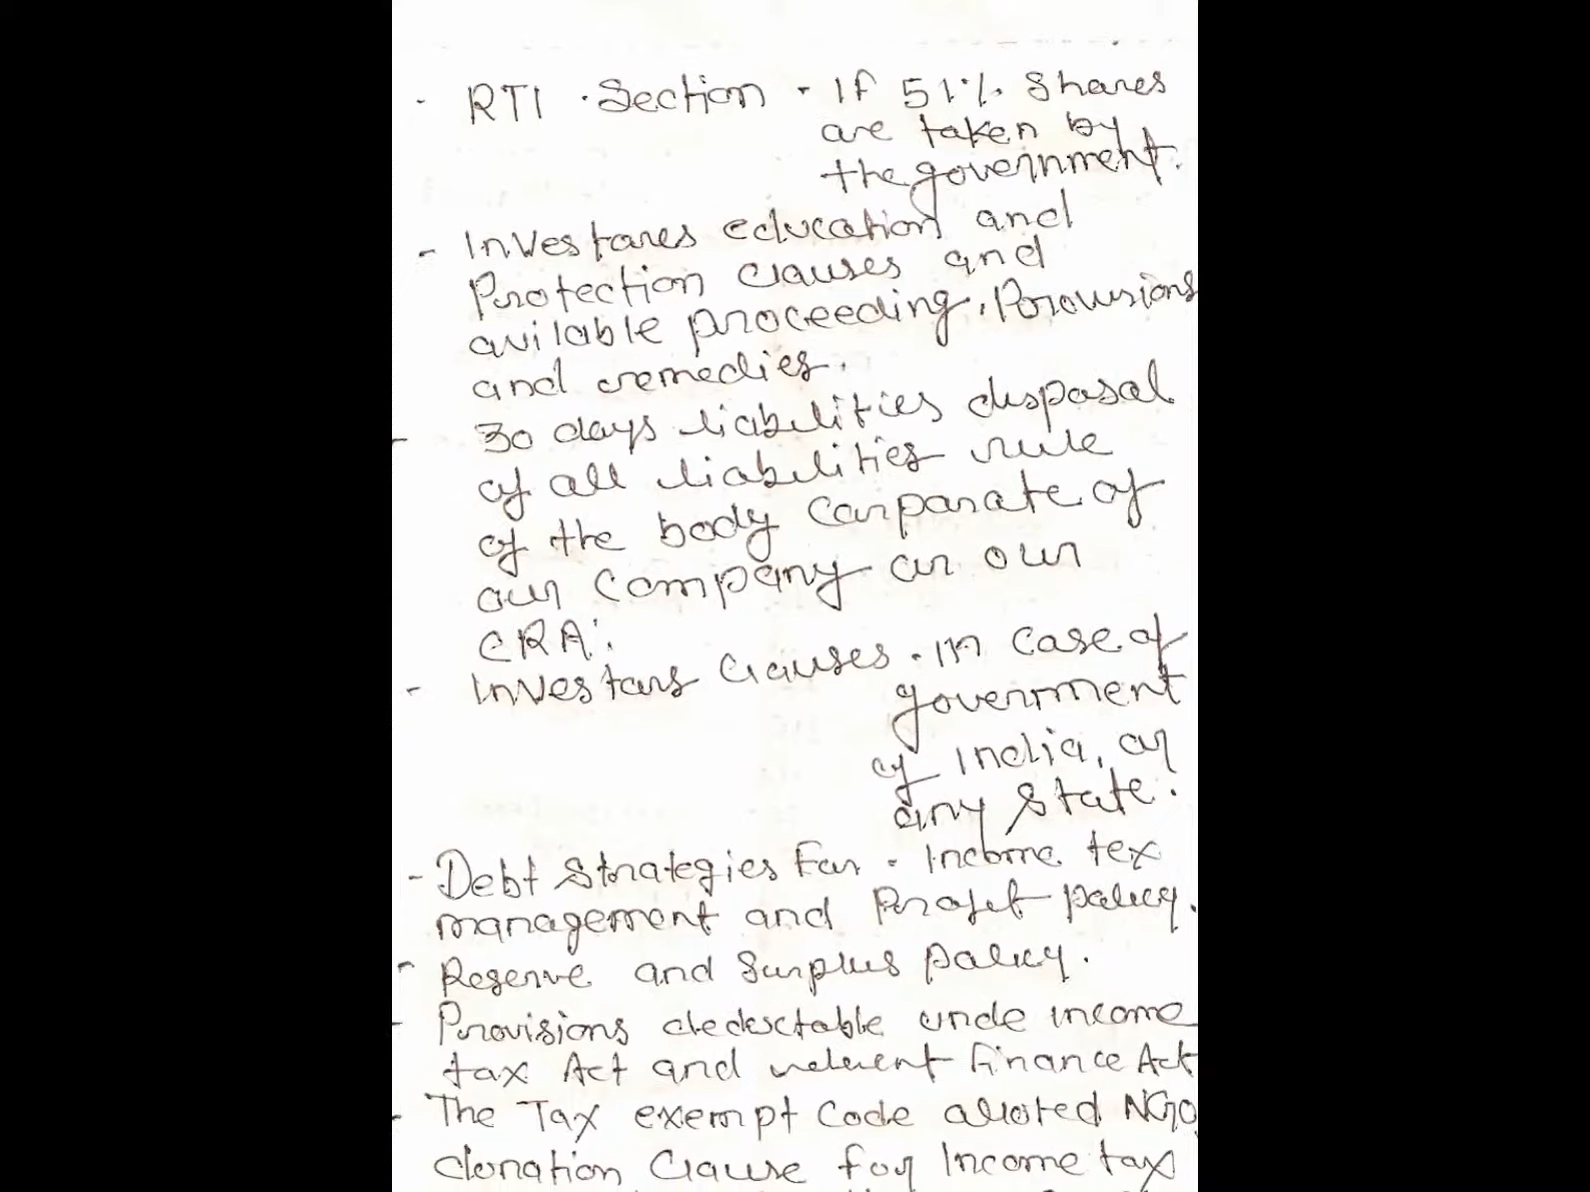 - RTI . Section - If 51% Shares
are taken by
the government.
- Investares education and
Protection Clauses and
avilable proceeding, Provisions
and remedies.
- 30 days liabilities disposal
of all liabilities rule
of the body Corporate of
our Company or our
CRA.
- Investors Clauses - in case of
government
of India, or
any State.
- Debt Strategies For - Income tex
management and Profit policy.
- Reserve and Surplus policy.
- Provisions dedectable unde income
tax Act and relevent Finance Act
- The Tax exempt Code alloted NGO
donation Clause for Income tax